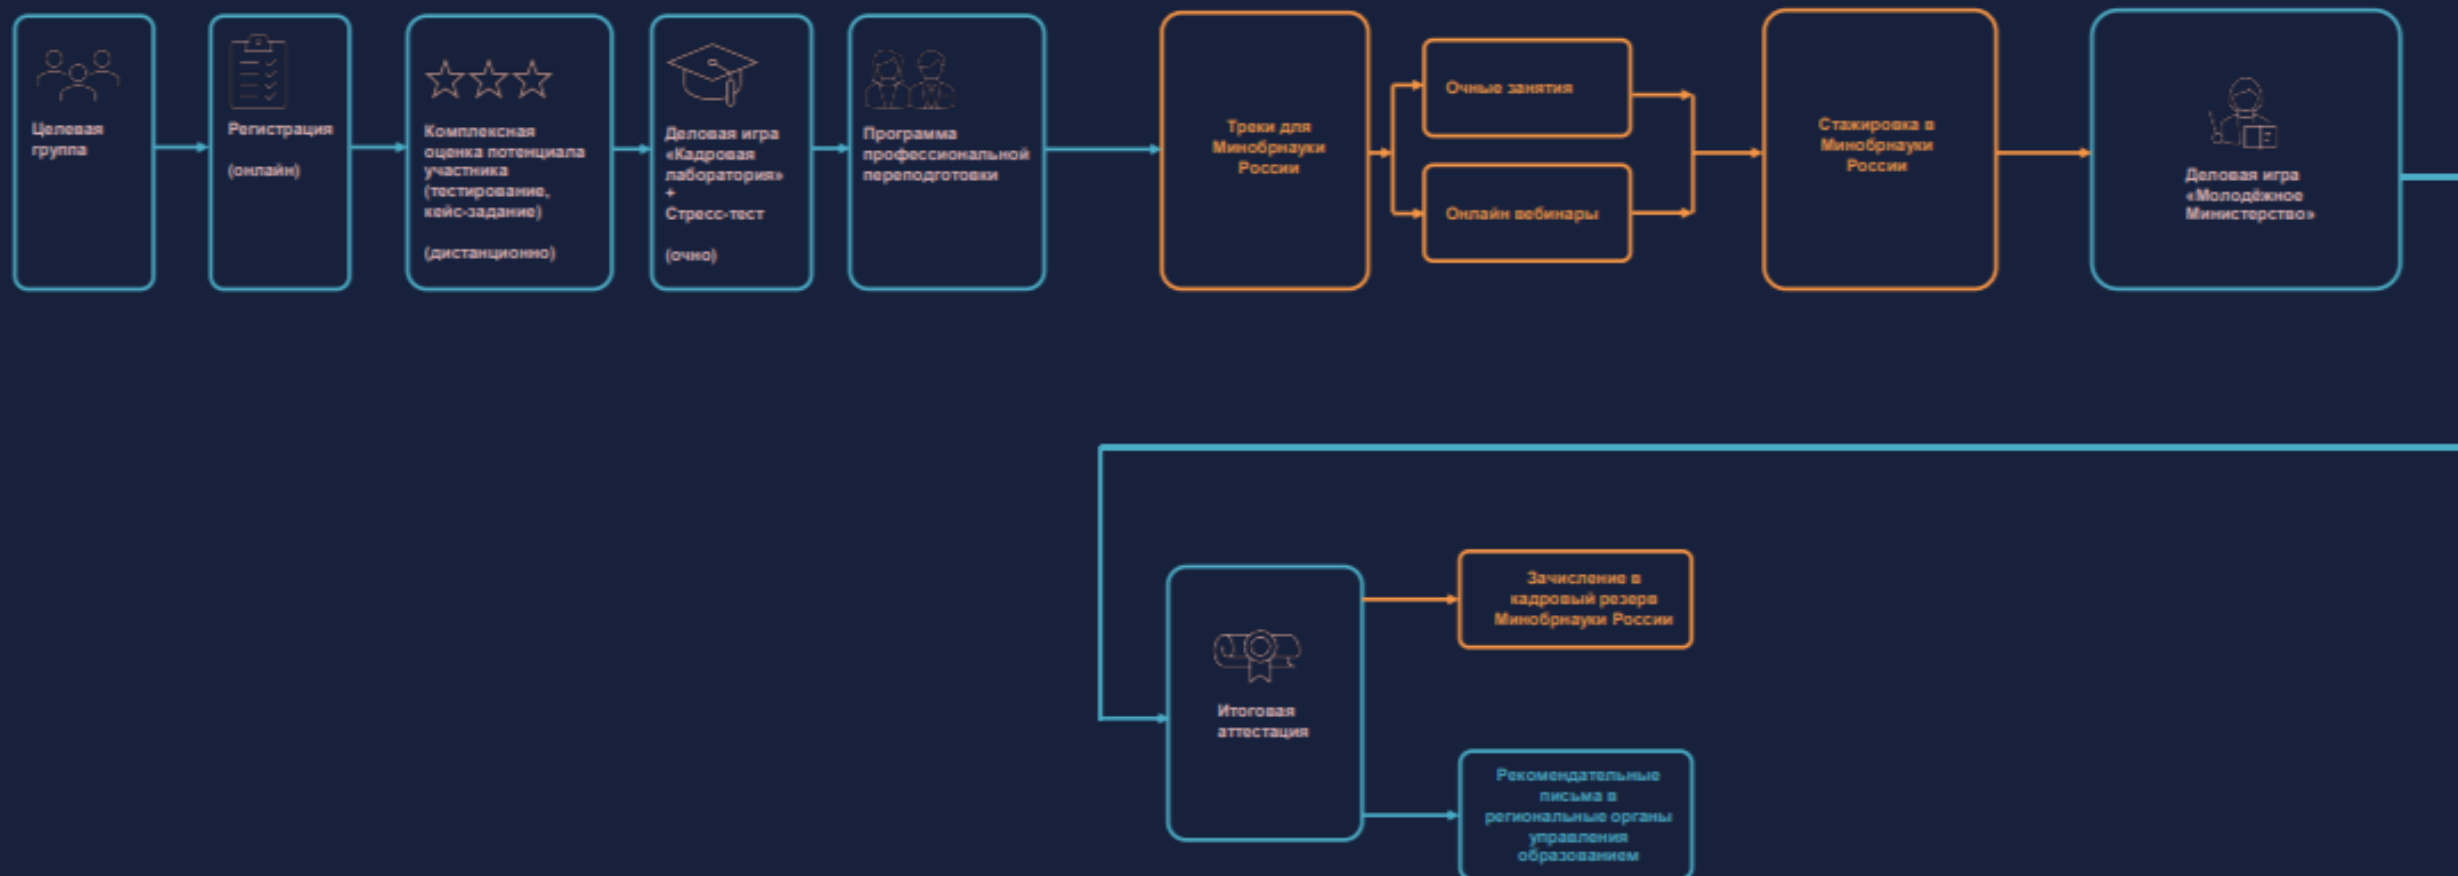 Целевая
группа
Регистрация
(онлайн)
Комплексная
оценка потенциала
участника
(тестирование,
кейс-задание)
(дистанционно)
Деловая игра
«Кадровая
лаборатория»
+
Стресс-тест
(очно)
Программа
профессиональной
переподготовки
Треки для
Минобрнауки
России
Очные занятия
Онлайн вебинары
Стажировка в
Минобрнауки
России
Деловая игра
«Молодёжное
Министерство»
Итоговая
аттестация
Зачисление в
кадровый резерв
Минобрнауки России
Рекомендательные
письма в
региональные органы
управления
образованием